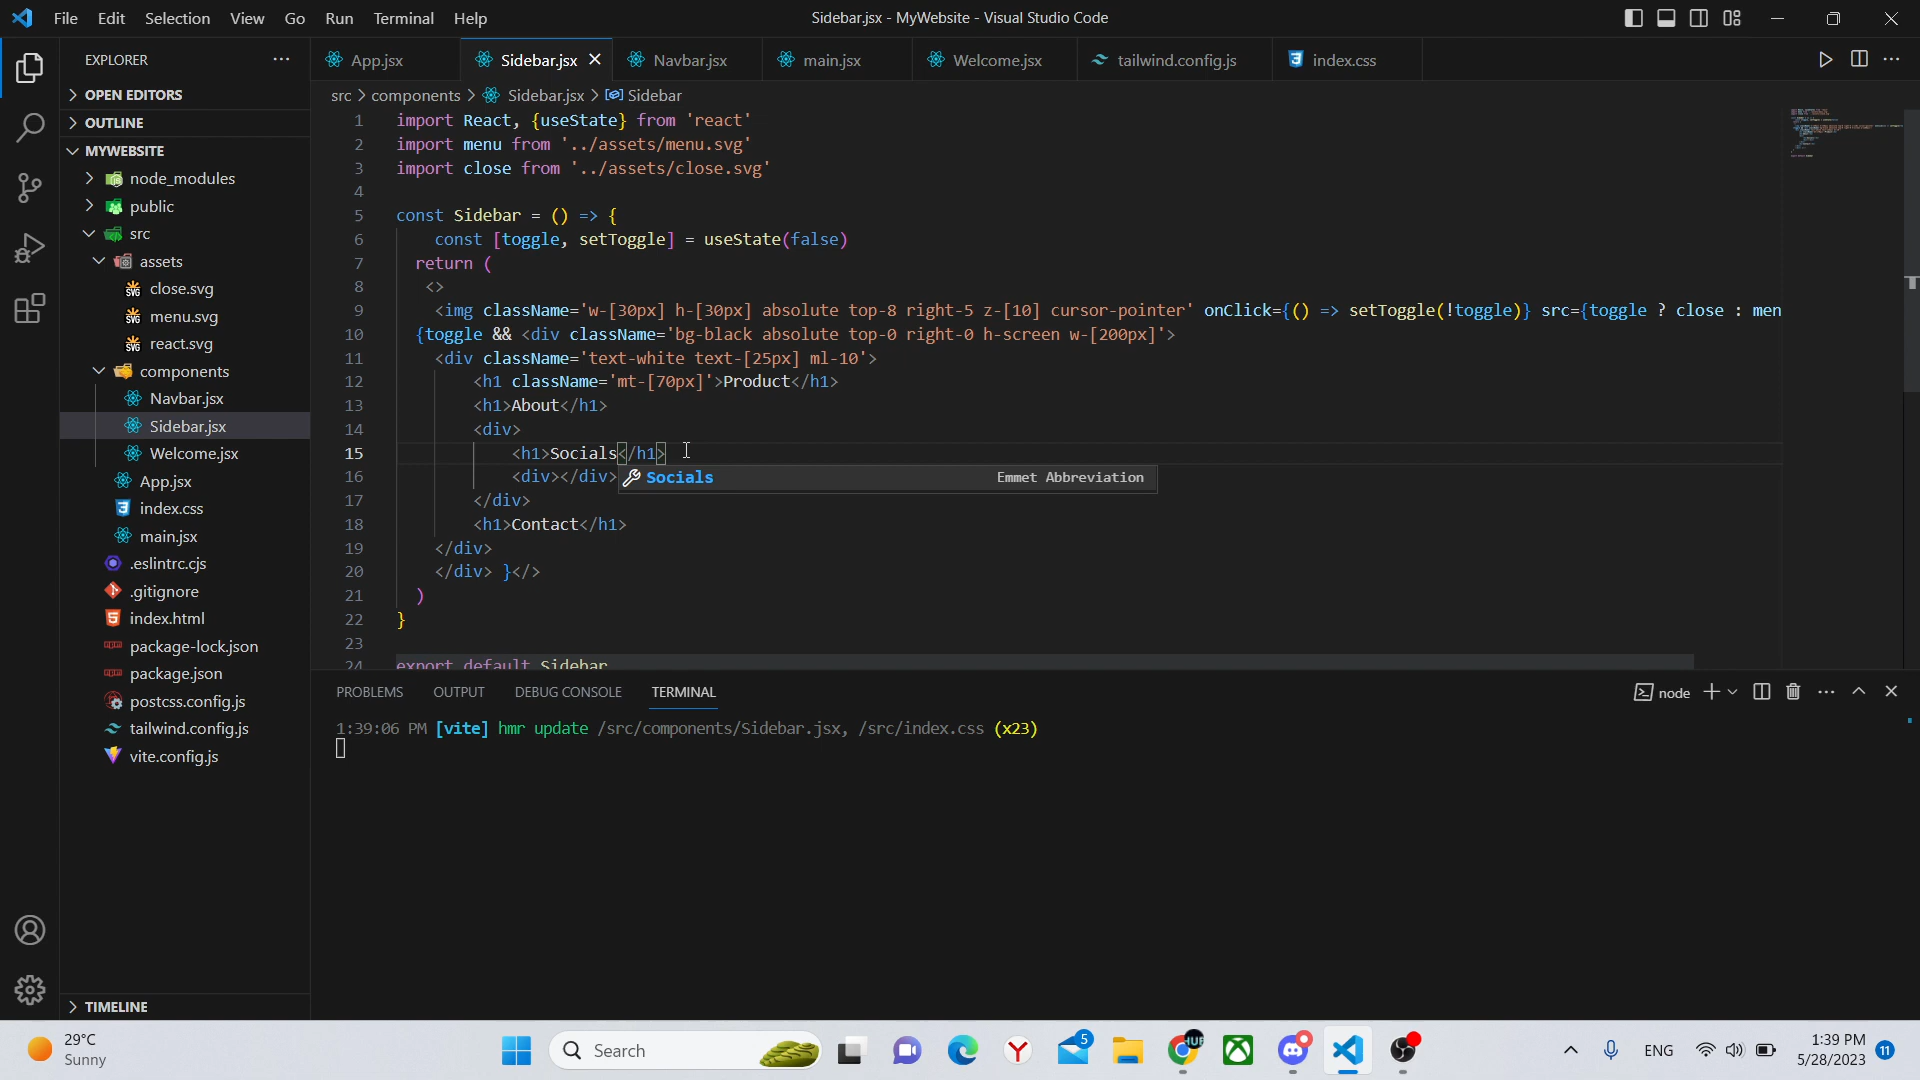 File Edit Selection View Go Run Terminal Help
Sidebar.jsx - MyWebsite - Visual Studio Code
EXPLORER
App.jsx Sidebar.jsx Navbar.jsx main.jsx Welcome.jsx tailwind.config.js index.css
OPEN EDITORS
OUTLINE
MYWEBSITE
node_modules
public
src
assets
close.svg
menu.svg
react.svg
components
Navbar.jsx
Sidebar.jsx
Welcome.jsx
App.jsx
index.css
main.jsx
.eslintrc.cjs
.gitignore
index.html
package-lock.json
package.json
postcss.config.js
tailwind.config.js
vite.config.js
TIMELINE
src > components > Sidebar.jsx > Sidebar
1 import React, {useState} from 'react'
2 import menu from '../assets/menu.svg'
3 import close from '../assets/close.svg'
4
5 const Sidebar = () => {
6 const [toggle, setToggle] = useState(false)
7 return (
8 <>
9 <img className='w-[30px] h-[30px] absolute top-8 right-5 z-[10] cursor-pointer' onClick={() => setToggle(!toggle)} src={toggle ? close : men
10 {toggle && <div className='bg-black absolute top-0 right-0 h-screen w-[200px]'>
11 <div className='text-white text-[25px] ml-10'>
12 <h1 className='mt-[70px]'>Product</h1>
13 <h1>About</h1>
14 <div>
15 <h1>Socials</h1>
16 <div></div>
Socials Emmet Abbreviation
17 </div>
18 <h1>Contact</h1>
19 </div>
20 </div> }</>
21 )
22 }
23
24 export default Sidebar
PROBLEMS OUTPUT DEBUG CONSOLE TERMINAL
node
1:39:06 PM [vite] hmr update /src/components/Sidebar.jsx, /src/index.css (x23)
29°C
Sunny
Search
5
HUB
ENG
1:39 PM
5/28/2023
11